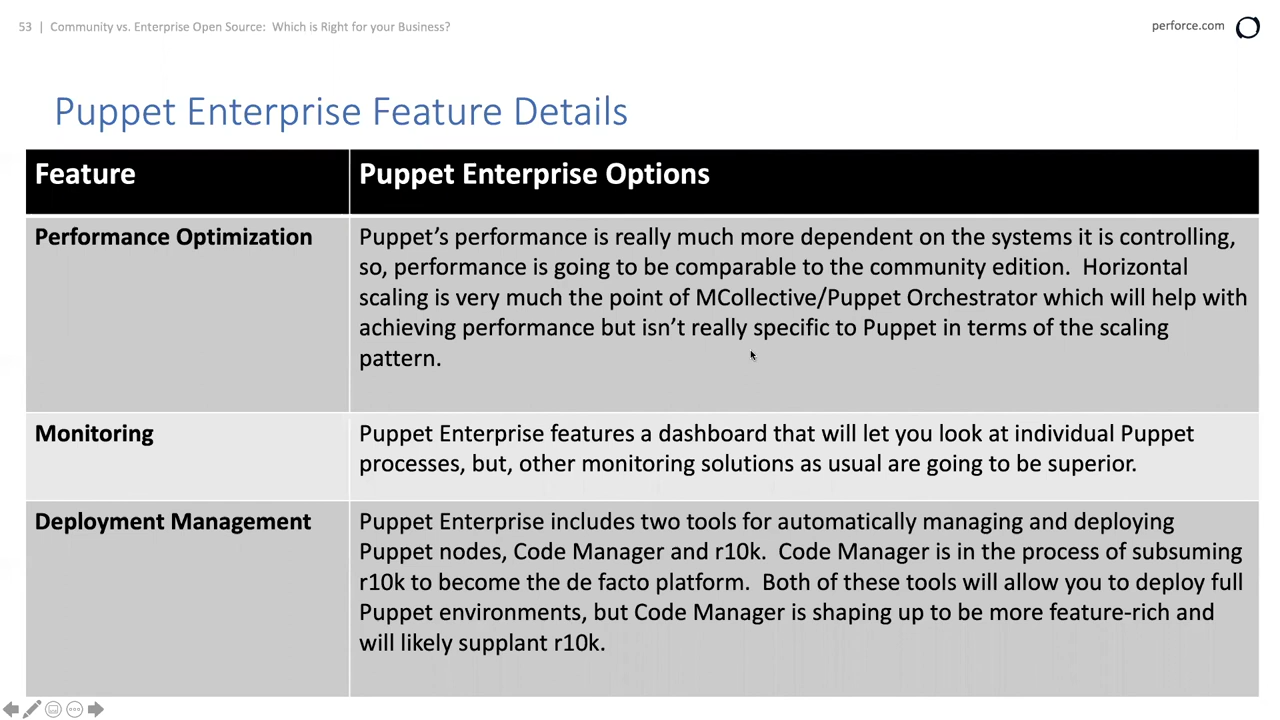 53 | Community vs. Enterprise Open Source: Which is Right for your Business?
perforce.com
Puppet Enterprise Feature Details
Feature
Puppet Enterprise Options
Performance Optimization
Puppet’s performance is really much more dependent on the systems it is controlling,
so, performance is going to be comparable to the community edition. Horizontal
scaling is very much the point of MCollective/Puppet Orchestrator which will help with
achieving performance but isn’t really specific to Puppet in terms of the scaling
pattern.
Monitoring
Puppet Enterprise features a dashboard that will let you look at individual Puppet
processes, but, other monitoring solutions as usual are going to be superior.
Deployment Management
Puppet Enterprise includes two tools for automatically managing and deploying
Puppet nodes, Code Manager and r10k. Code Manager is in the process of subsuming
r10k to become the de facto platform. Both of these tools will allow you to deploy full
Puppet environments, but Code Manager is shaping up to be more feature-rich and
will likely supplant r10k.